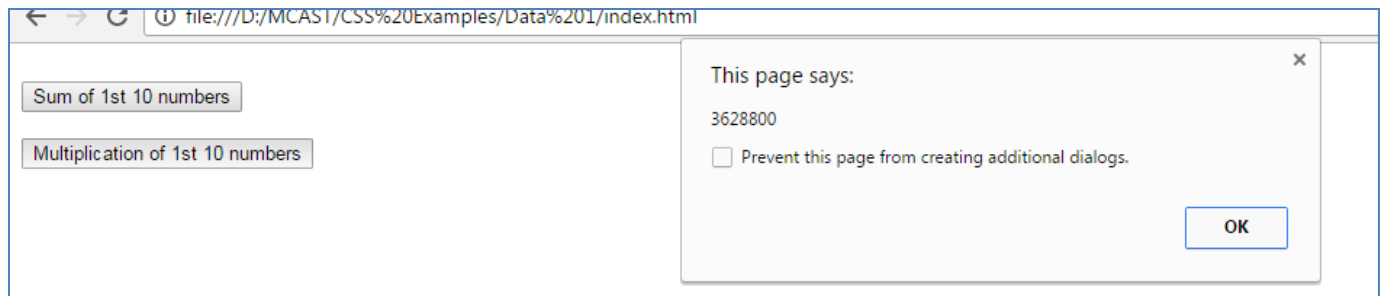 file:///D:/MCAST/CSS%20Examples/Data%201/index.html
This page says:
Sum of 1st 10 numbers
3628800
Multiplication of 1st 10 numbers
Prevent this page from creating additional dialogs.
OK